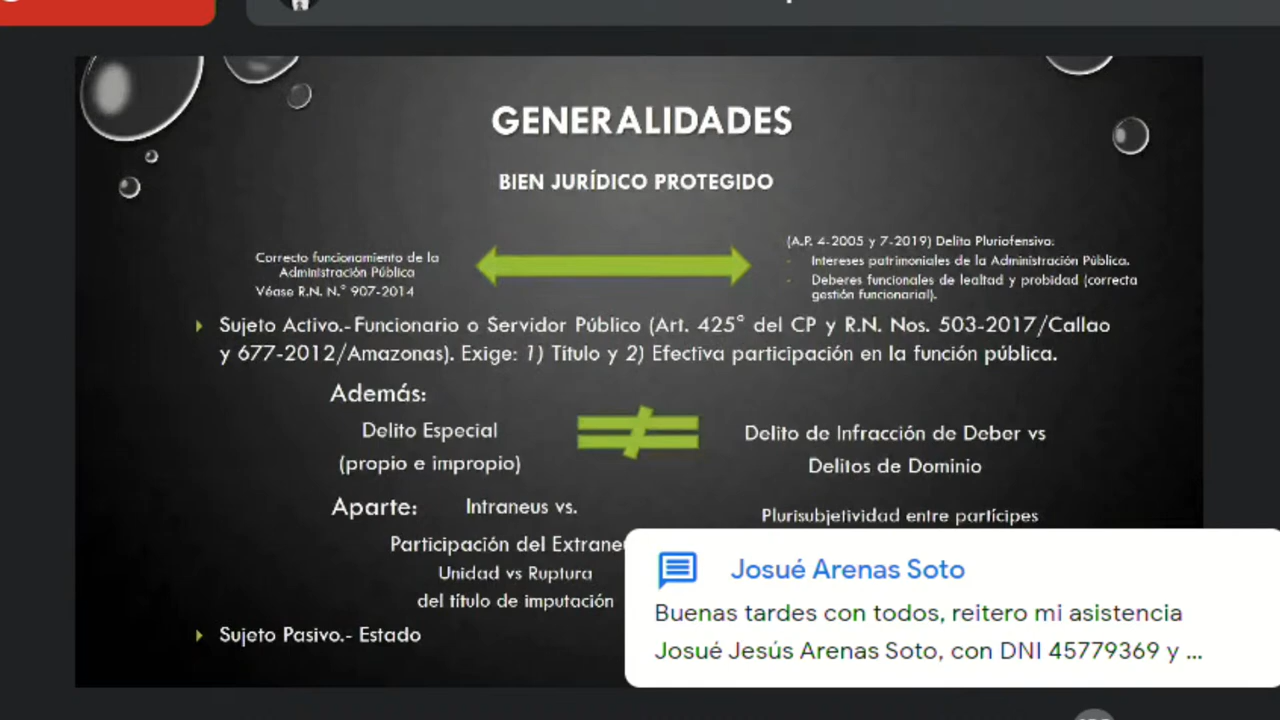 GENERALIDADES
BIEN JURÍDICO PROTEGIDO
Correcto funcionamiento de la
Administración Pública
Véase R.N. N.° 907-2014
(A.P. 4-2005 y 7-2019) Delito Pluriofensivo:
- Intereses patrimoniales de la Administración Pública.
- Deberes funcionales de lealtad y probidad (correcta
gestión funcionarial).
Sujeto Activo.- Funcionario o Servidor Público (Art. 425° del CP y R.N. Nos. 503-2017/Callao
y 677-2012/Amazonas). Exige: 1) Título y 2) Efectiva participación en la función pública.
Además:
Delito Especial
(propio e impropio)
Delito de Infracción de Deber vs
Delitos de Dominio
Aparte: Intraneus vs.
Participación del Extraneu
Unidad vs Ruptura
del título de imputación
Plurisubjetividad entre partícipes
Sujeto Pasivo.- Estado
Josué Arenas Soto
Buenas tardes con todos, reitero mi asistencia
Josué Jesús Arenas Soto, con DNI 45779369 y ...